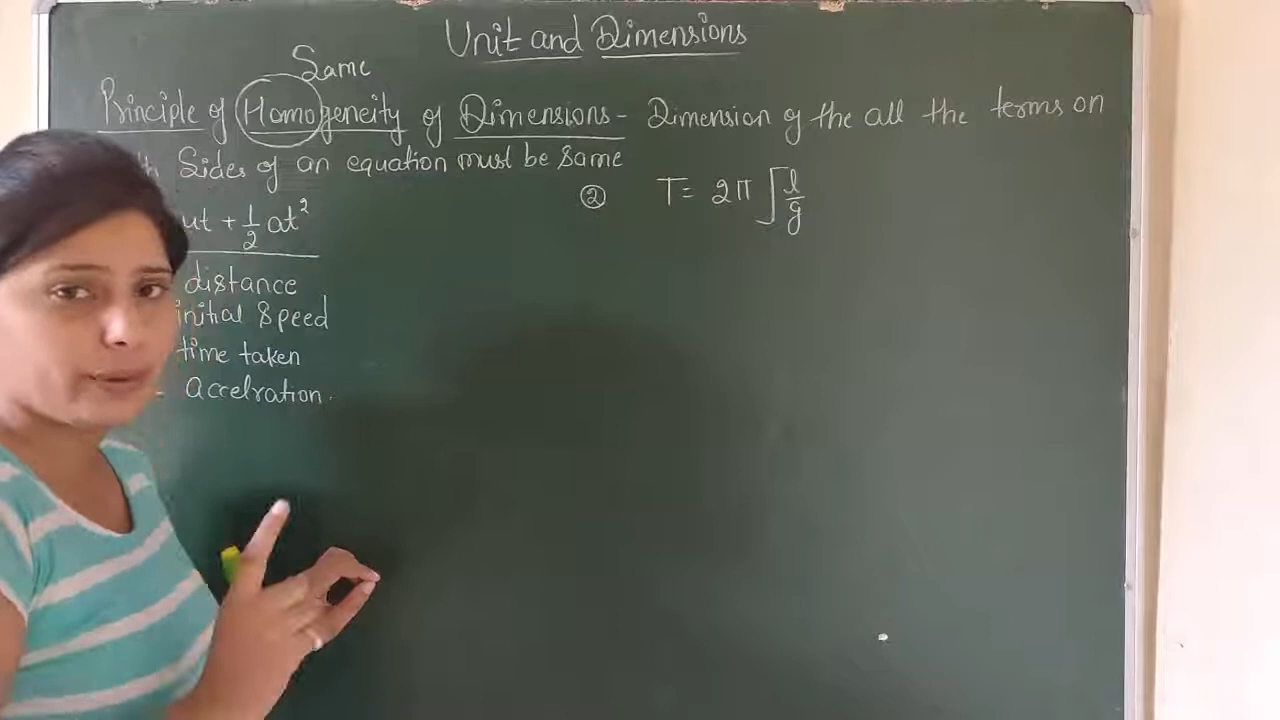 Unit and Dimensions
Same
Principle of Homogeneity of Dimensions - Dimension of the all the terms on
Sides of an equation must be same
ut + 1/2 at²
② T = 2π √l/g
distance
initial Speed
time taken
- accelration.